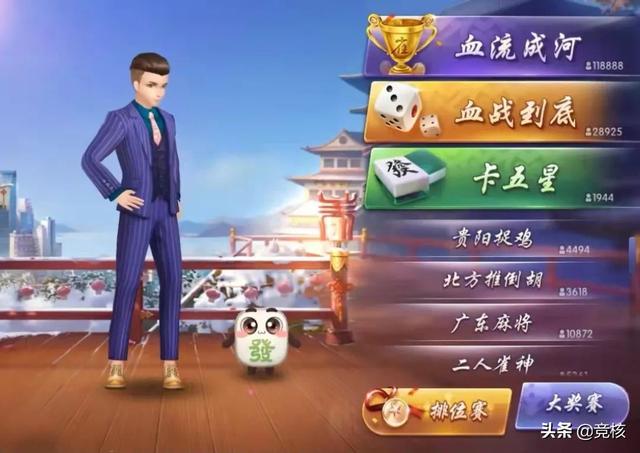 血流成河
118888
血战到底
28925
發
卡五星
1944
贵阳捉鸡
4494
北方推倒胡
3618
广东麻将
10872
二人雀神
發
排位赛
大奖赛
头条 @竞核